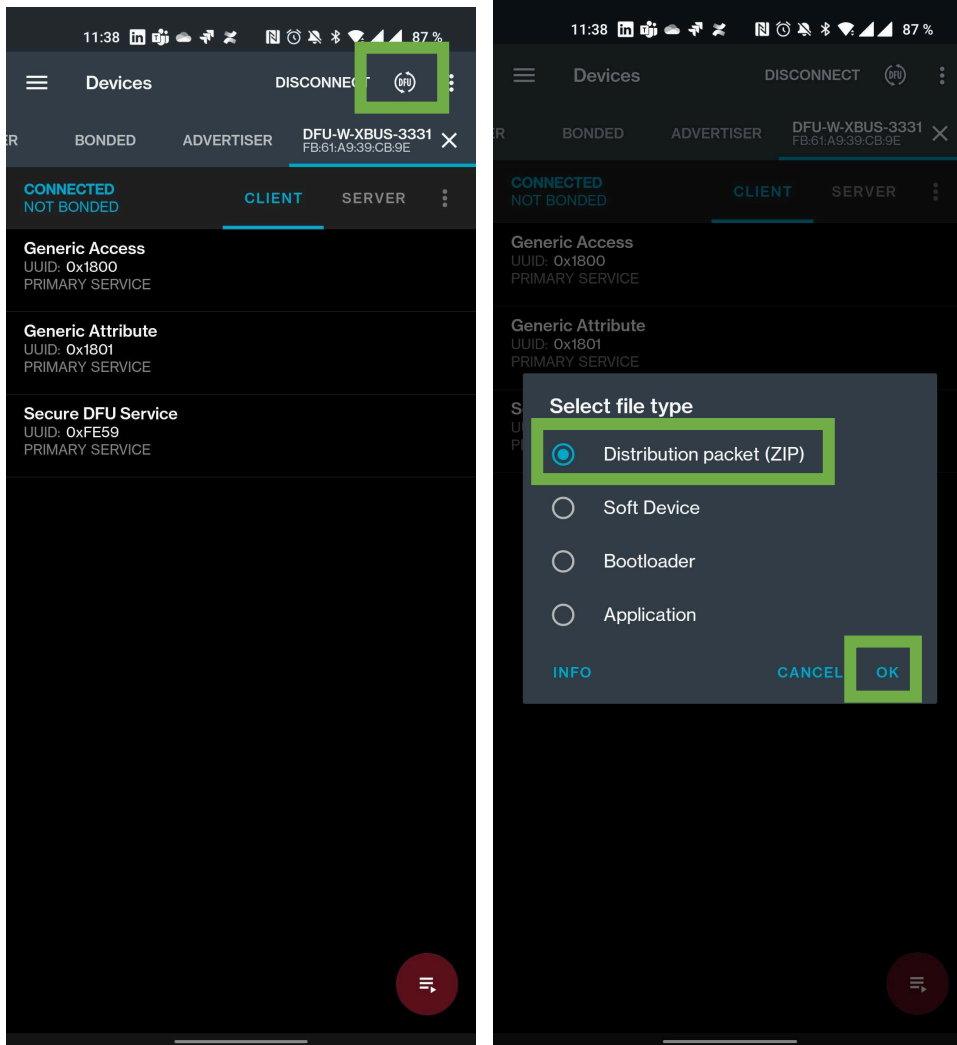 11:38 87 %
Devices DISCONNECT DFU
ER BONDED ADVERTISER DFU-W-XBUS-3331
FB:61:A9:39:CB:9E
CONNECTED
NOT BONDED
CLIENT SERVER
Generic Access
UUID: 0x1800
PRIMARY SERVICE
Generic Attribute
UUID: 0x1801
PRIMARY SERVICE
Secure DFU Service
UUID: 0xFE59
PRIMARY SERVICE
11:38 87 %
Devices DISCONNECT DFU
ER BONDED ADVERTISER DFU-W-XBUS-3331
FB:61:A9:39:CB:9E
CONNECTED
NOT BONDED
CLIENT SERVER
Generic Access
UUID: 0x1800
PRIMARY SERVICE
Generic Attribute
UUID: 0x1801
PRIMARY SERVICE
Select file type
Distribution packet (ZIP)
Soft Device
Bootloader
Application
INFO CANCEL OK